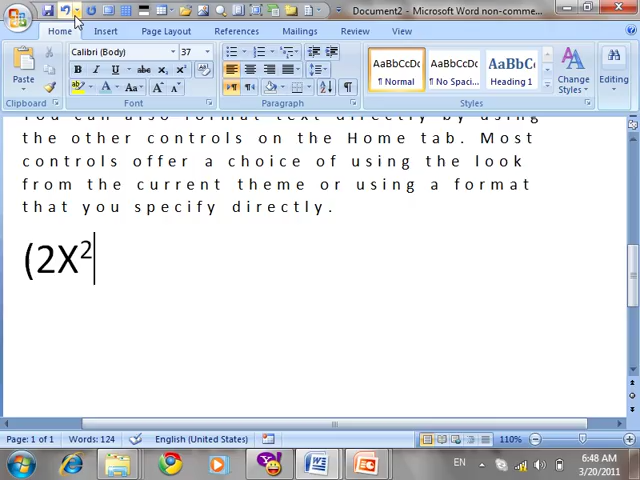 Document2 - Microsoft Word non-comme...
Home Insert Page Layout References Mailings Review View
Calibri (Body) 37
AaBbCcDc AaBbCcDc AaBbCc
Paste ¶ Normal ¶ No Spaci... Heading 1 Change Styles Editing
Clipboard Font Paragraph Styles
You can also format text directly by using
the other controls on the Home tab. Most
controls offer a choice of using the look
from the current theme or using a format
that you specify directly.
(2X²
Page: 1 of 1 Words: 124 English (United States) 110%
EN 6:48 AM
3/20/2011